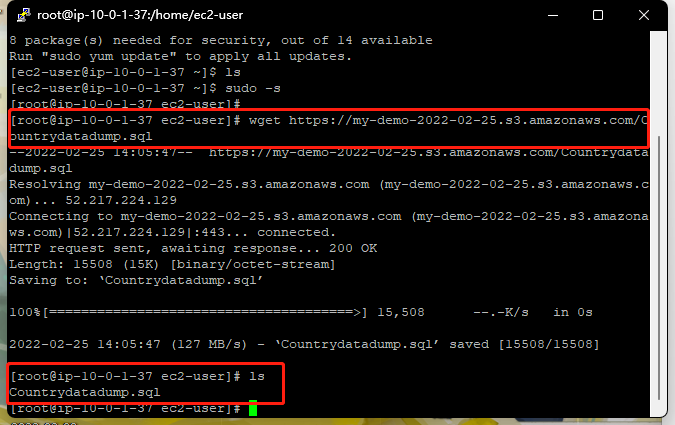 root@ip-10-0-1-37:/home/ec2-user
8 package(s) needed for security, out of 14 available
Run "sudo yum update" to apply all updates.
[ec2-user@ip-10-0-1-37 ~]$ ls
[ec2-user@ip-10-0-1-37 ~]$ sudo -s
[root@ip-10-0-1-37 ec2-user]#
[root@ip-10-0-1-37 ec2-user]# wget https://my-demo-2022-02-25.s3.amazonaws.com/C
ountrydatadump.sql
--2022-02-25 14:05:47--  https://my-demo-2022-02-25.s3.amazonaws.com/Countrydata
dump.sql
Resolving my-demo-2022-02-25.s3.amazonaws.com (my-demo-2022-02-25.s3.amazonaws.c
om)... 52.217.224.129
Connecting to my-demo-2022-02-25.s3.amazonaws.com (my-demo-2022-02-25.s3.amazona
ws.com)|52.217.224.129|:443... connected.
HTTP request sent, awaiting response... 200 OK
Length: 15508 (15K) [binary/octet-stream]
Saving to: ‘Countrydatadump.sql’
100%[======================================>] 15,508      --.-K/s   in 0s
2022-02-25 14:05:47 (127 MB/s) - ‘Countrydatadump.sql’ saved [15508/15508]
[root@ip-10-0-1-37 ec2-user]# ls
Countrydatadump.sql
[root@ip-10-0-1-37 ec2-user]#